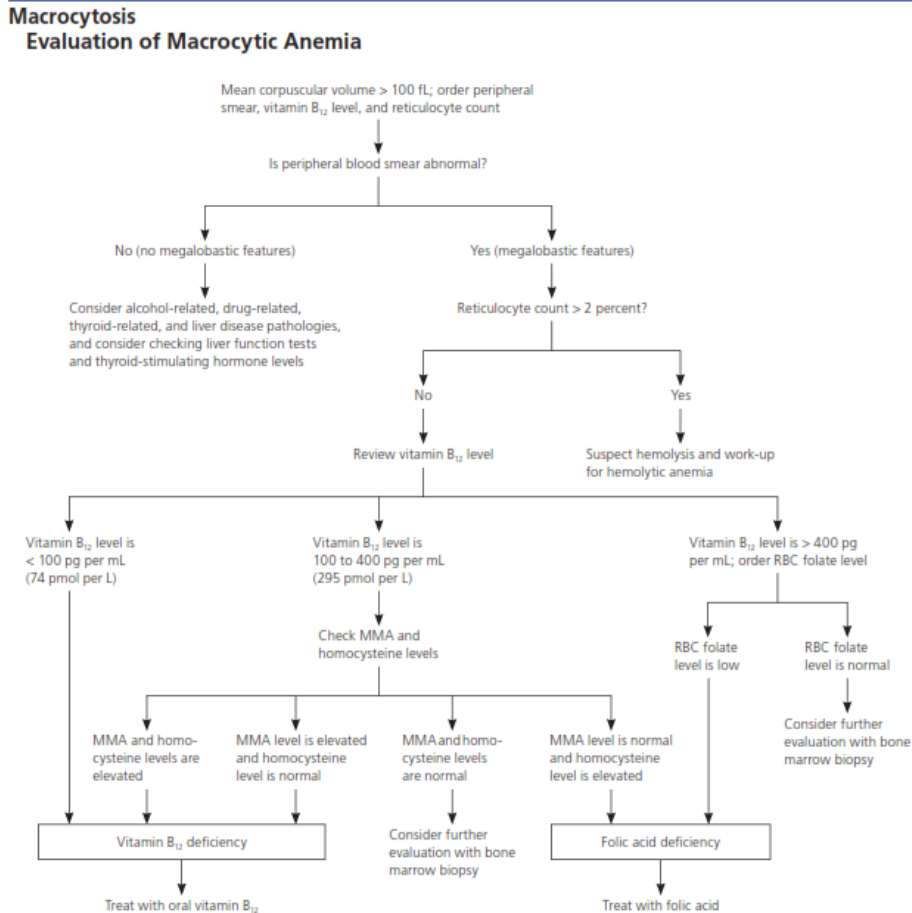 Macrocytosis
Evaluation of Macrocytic Anemia
Mean corpuscular volume > 100 fL; order peripheral
smear, vitamin B₁₂ level, and reticulocyte count
Is peripheral blood smear abnormal?
No (no megalobastic features)
Yes (megalobastic features)
Consider alcohol-related, drug-related,
thyroid-related, and liver disease pathologies,
and consider checking liver function tests
and thyroid-stimulating hormone levels
Reticulocyte count > 2 percent?
No
Yes
Review vitamin B₁₂ level
Suspect hemolysis and work-up
for hemolytic anemia
Vitamin B₁₂ level is
< 100 pg per mL
(74 pmol per L)
Vitamin B₁₂ level is
100 to 400 pg per mL
(295 pmol per L)
Vitamin B₁₂ level is > 400 pg
per mL; order RBC folate level
Check MMA and
homocysteine levels
RBC folate
level is low
RBC folate
level is normal
MMA and homo-
cysteine levels are
elevated
MMA level is elevated
and homocysteine
level is normal
MMA and homo-
cysteine levels
are normal
MMA level is normal
and homocysteine
level is elevated
Consider further
evaluation with bone
marrow biopsy
Vitamin B₁₂ deficiency
Consider further
evaluation with bone
marrow biopsy
Folic acid deficiency
Treat with oral vitamin B₁₂
Treat with folic acid